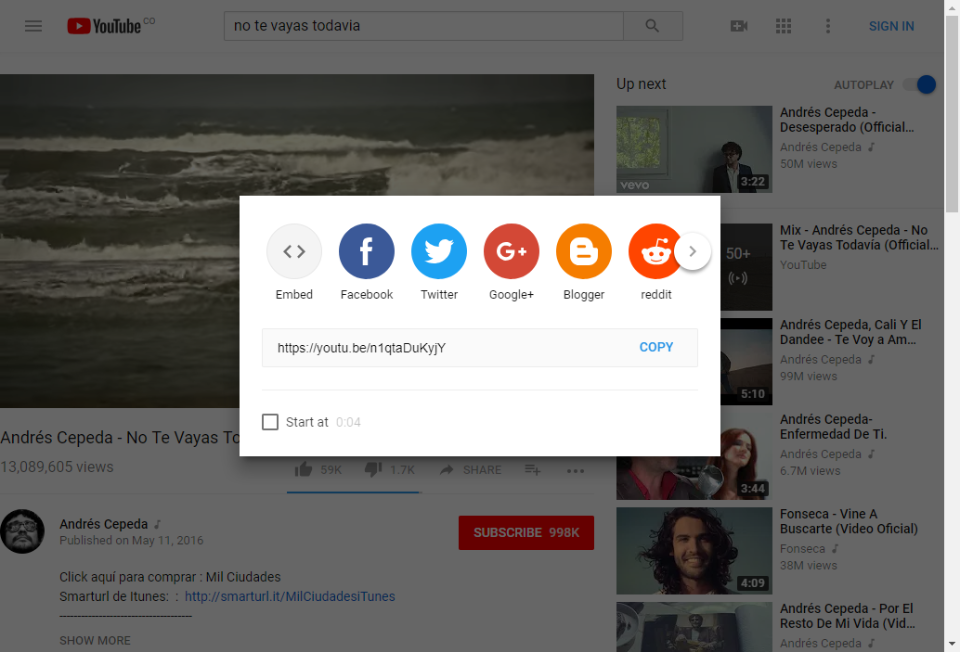 YouTube CO
no te vayas todavia
SIGN IN
Up next
AUTOPLAY
Andrés Cepeda -
Desesperado (Official...
Andrés Cepeda
50M views
vevo
3:22
Mix - Andrés Cepeda - No
Te Vayas Todavía (Official...
YouTube
50+
Andrés Cepeda, Cali Y El
Dandee - Te Voy a Am...
Andrés Cepeda
99M views
5:10
Andrés Cepeda-
Enfermedad De Ti.
Andrés Cepeda
6.7M views
3:44
Fonseca - Vine A
Buscarte (Video Oficial)
Fonseca
38M views
4:09
Andrés Cepeda - Por El
Resto De Mi Vida (Vid...
Andrés Cepeda
Embed
Facebook
Twitter
Google+
Blogger
reddit
https://youtu.be/n1qtaDuKyjY
COPY
Start at 0:04
Andrés Cepeda - No Te Vayas To
13,089,605 views
59K
1.7K
SHARE
Andrés Cepeda
Published on May 11, 2016
SUBSCRIBE 998K
Click aquí para comprar : Mil Ciudades
Smarturl de Itunes: : http://smarturl.it/MilCiudadesiTunes
-----------------------------------
SHOW MORE